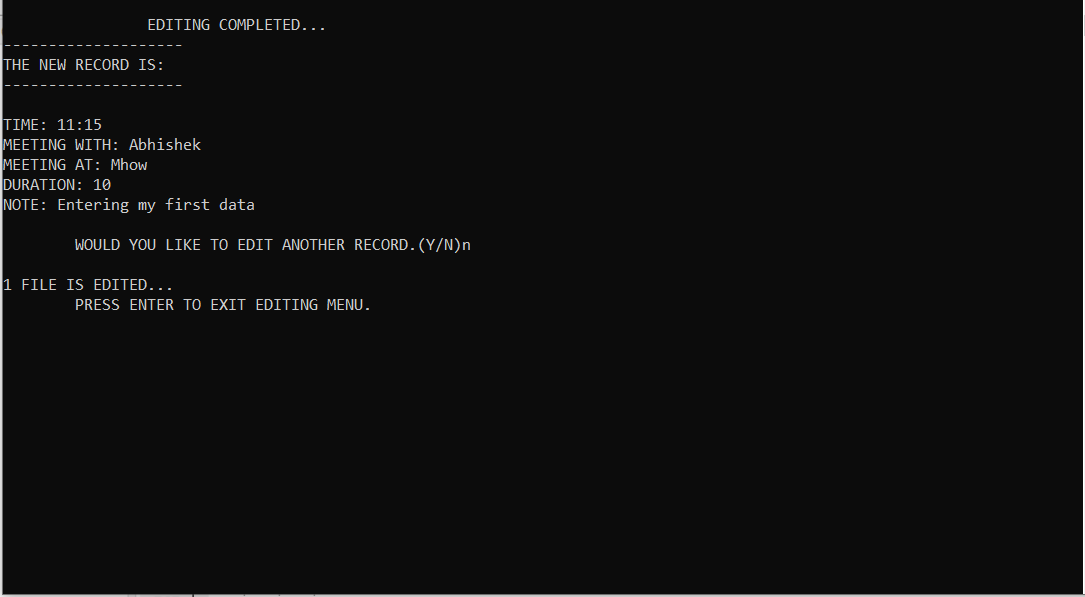 EDITING COMPLETED...
--------------------
THE NEW RECORD IS:
--------------------
TIME: 11:15
MEETING WITH: Abhishek
MEETING AT: Mhow
DURATION: 10
NOTE: Entering my first data
WOULD YOU LIKE TO EDIT ANOTHER RECORD.(Y/N)n
1 FILE IS EDITED...
PRESS ENTER TO EXIT EDITING MENU.